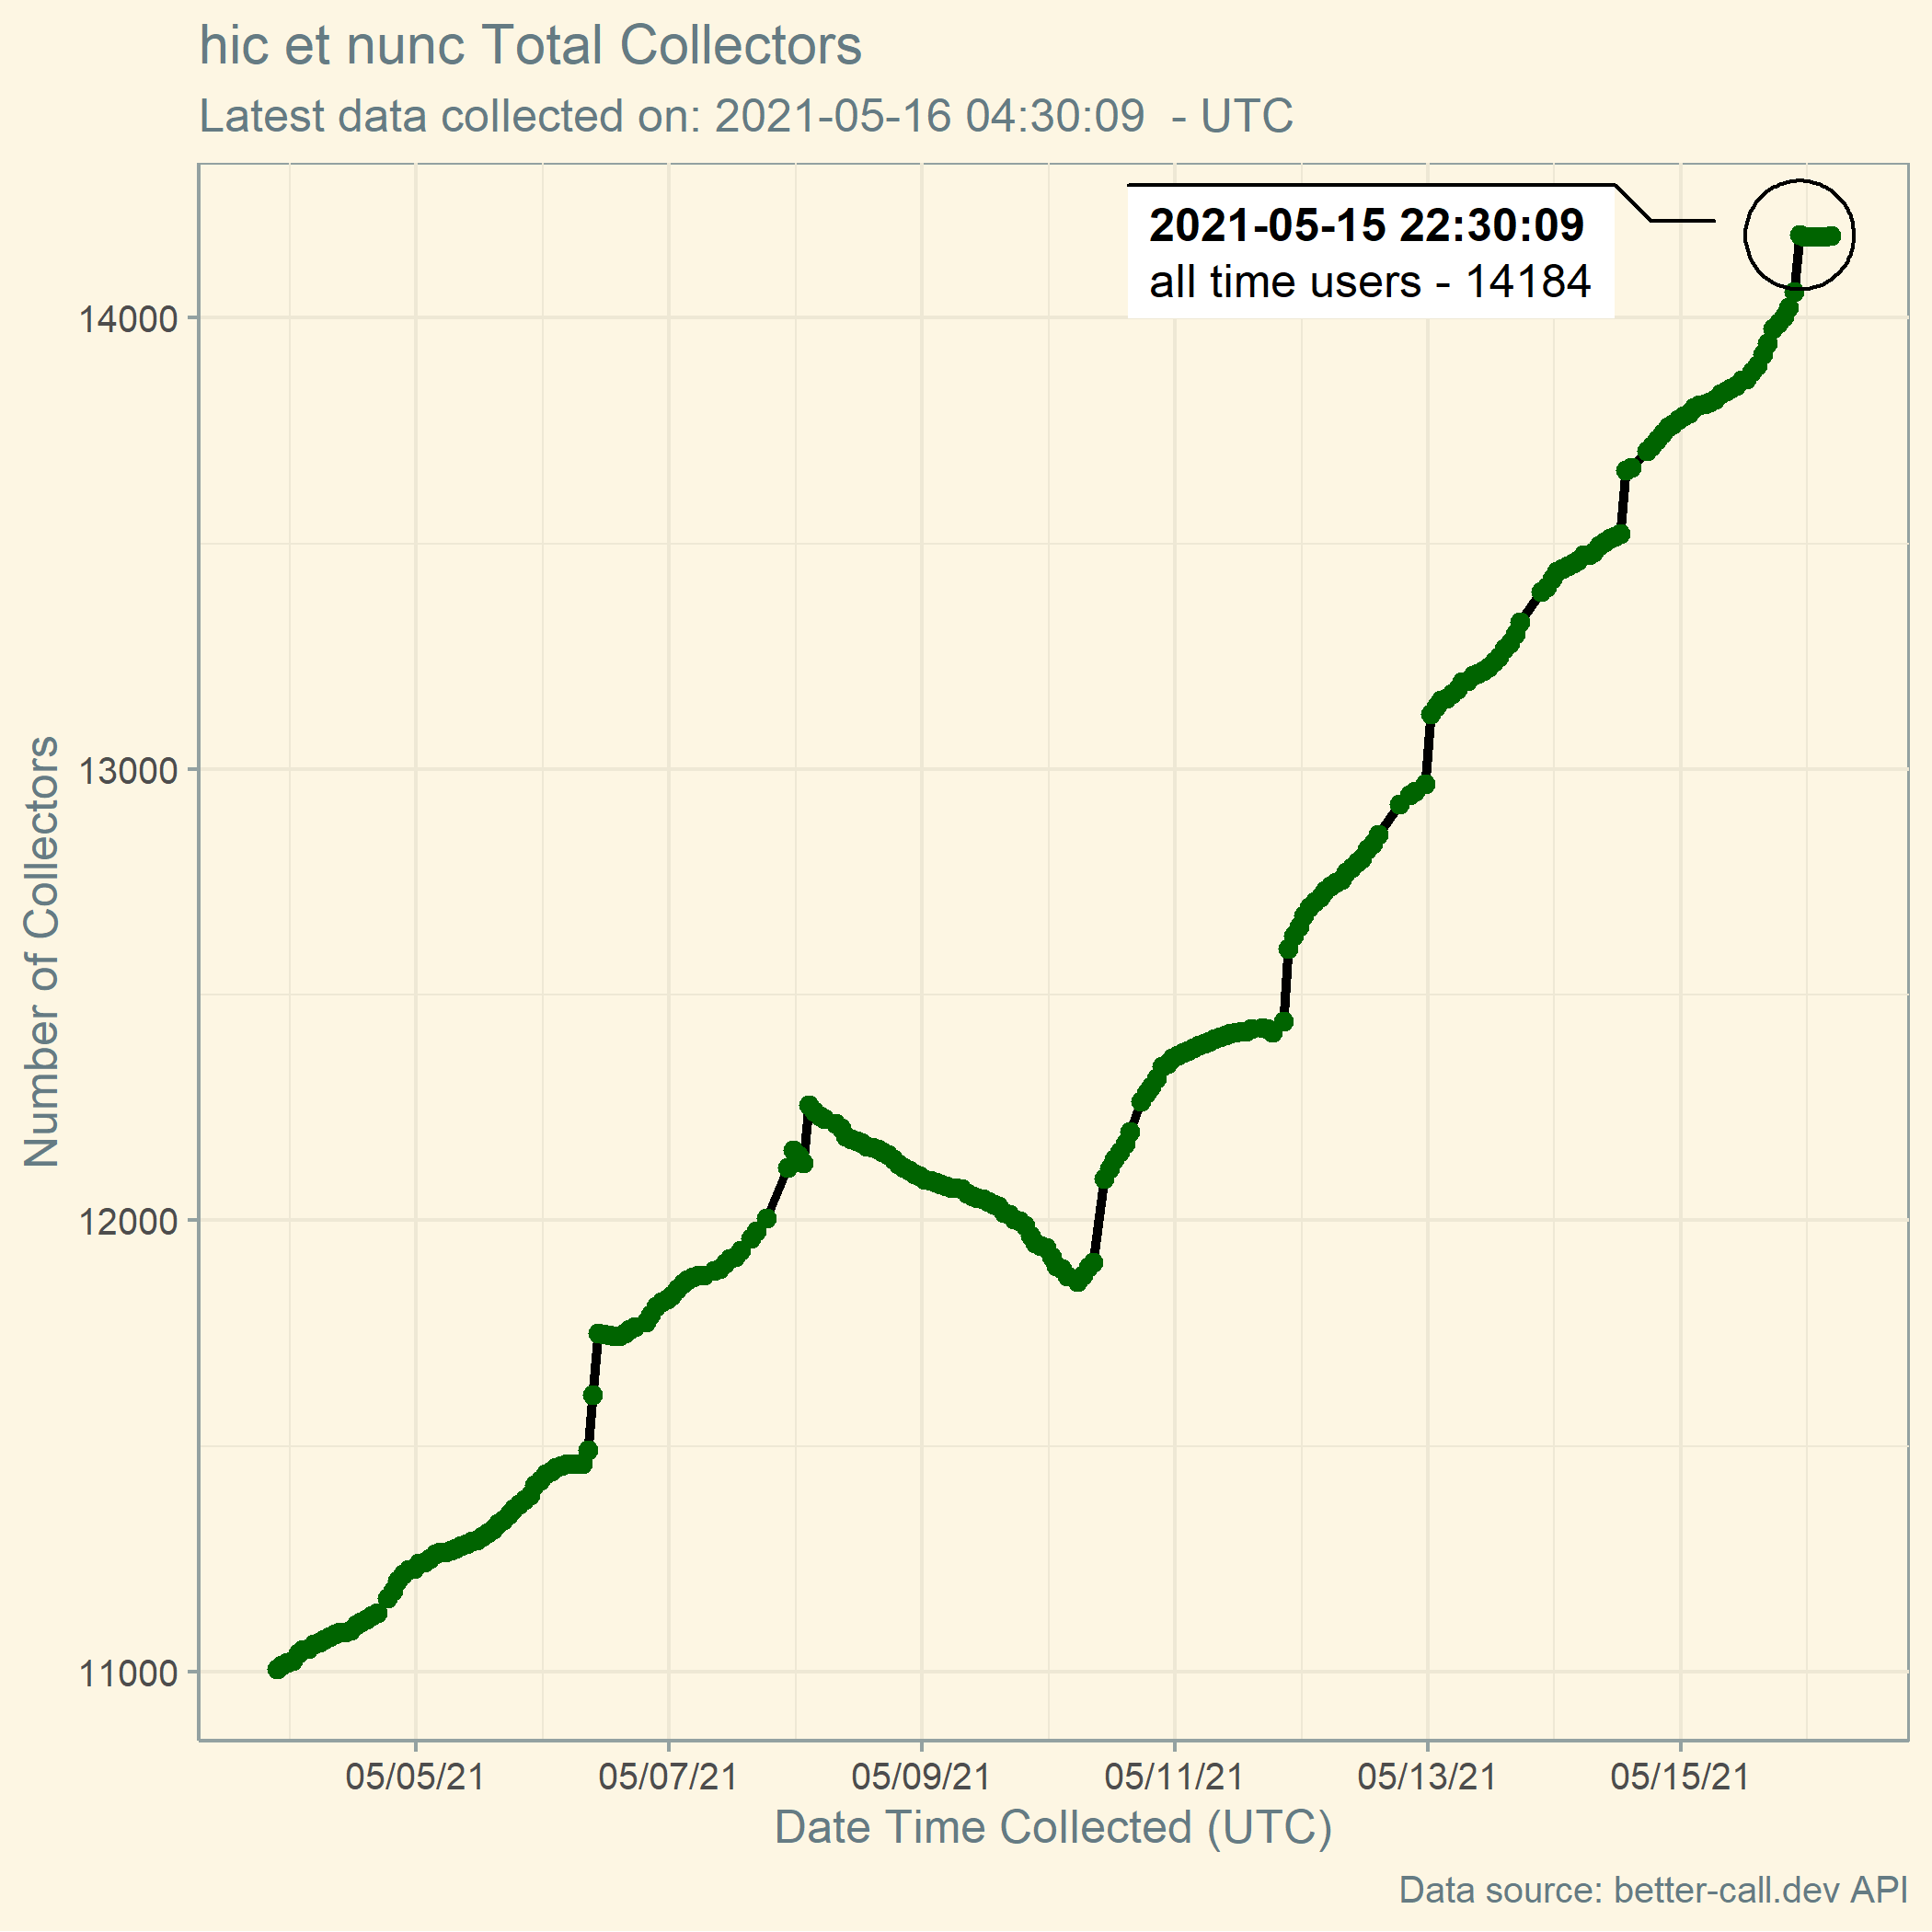 hic et nunc Total Collectors
Latest data collected on: 2021-05-16 04:30:09  - UTC
2021-05-15 22:30:09
all time users - 14184
Number of Collectors
14000
13000
12000
11000
05/05/21
05/07/21
05/09/21
05/11/21
05/13/21
05/15/21
Date Time Collected (UTC)
Data source: better-call.dev API